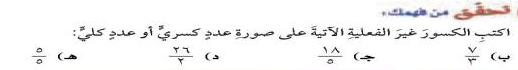 تحقق من فهمك:
اكتب الكسورَ غيرَ الفعليةِ الآتيةَ على صورةِ عددٍ كسريٍّ أو عددٍ كليٍّ:
ب) ٧/٣ جـ) ١٨/٥ د) ٢٦/٢ هـ) ٥/٥